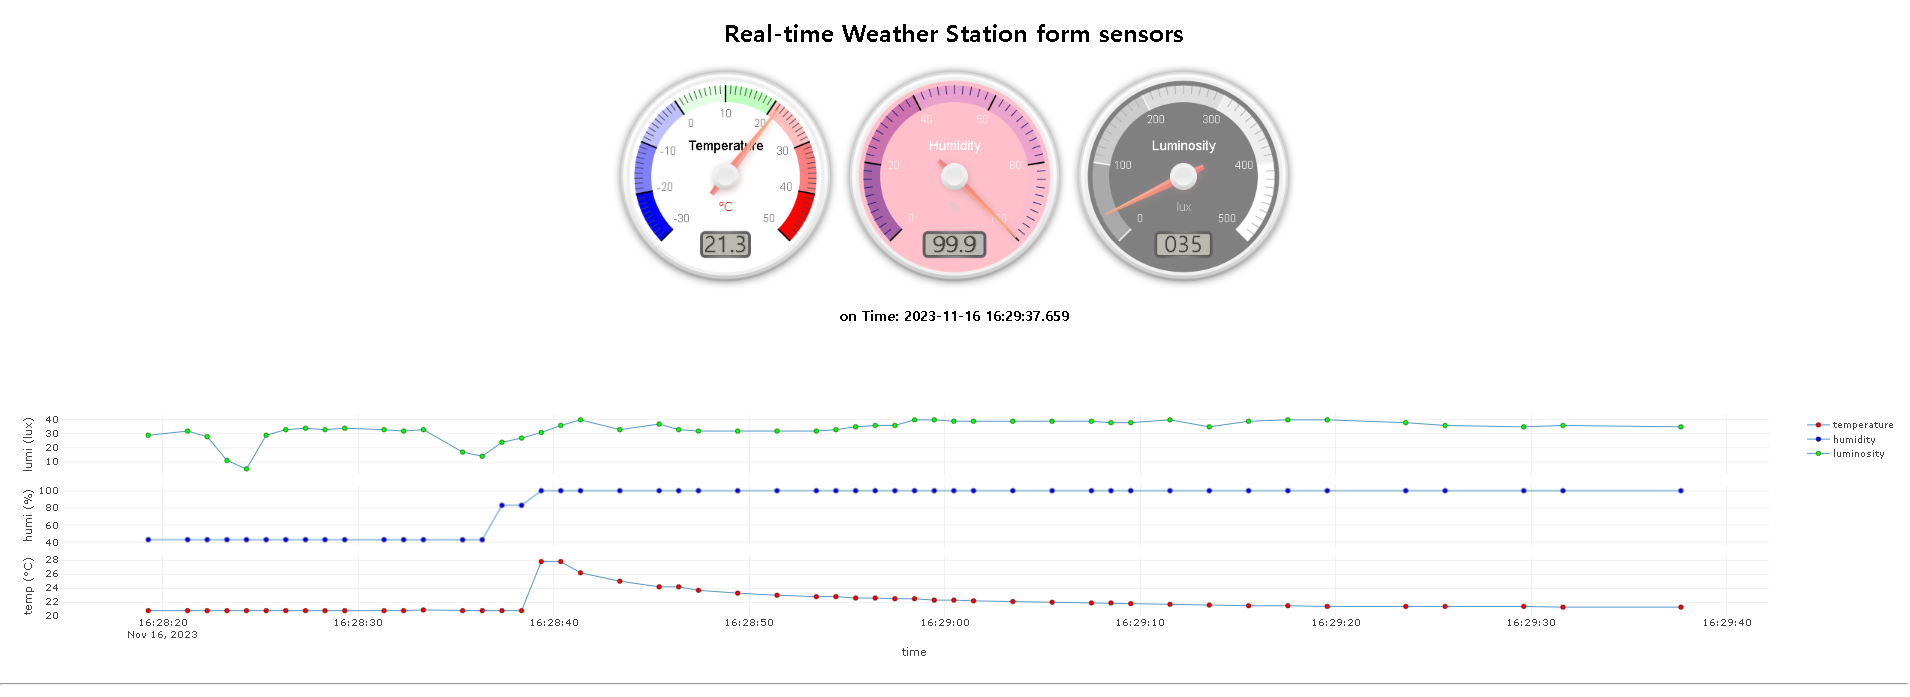 Real-time Weather Station form sensors
-30 -20 -10 0 10 20 30 40 50
Temperature
°C
21.3
0 20 40 60 80 100
Humidity
%
99.9
0 100 200 300 400 500
Luminosity
lux
035
on Time: 2023-11-16 16:29:37.659
lumi (lux)
40
30
20
10
humi (%)
100
80
60
40
temp (°C)
28
26
24
22
20
16:28:20 16:28:30 16:28:40 16:28:50 16:29:00 16:29:10 16:29:20 16:29:30 16:29:40
Nov 16, 2023
time
temperature
humidity
luminosity